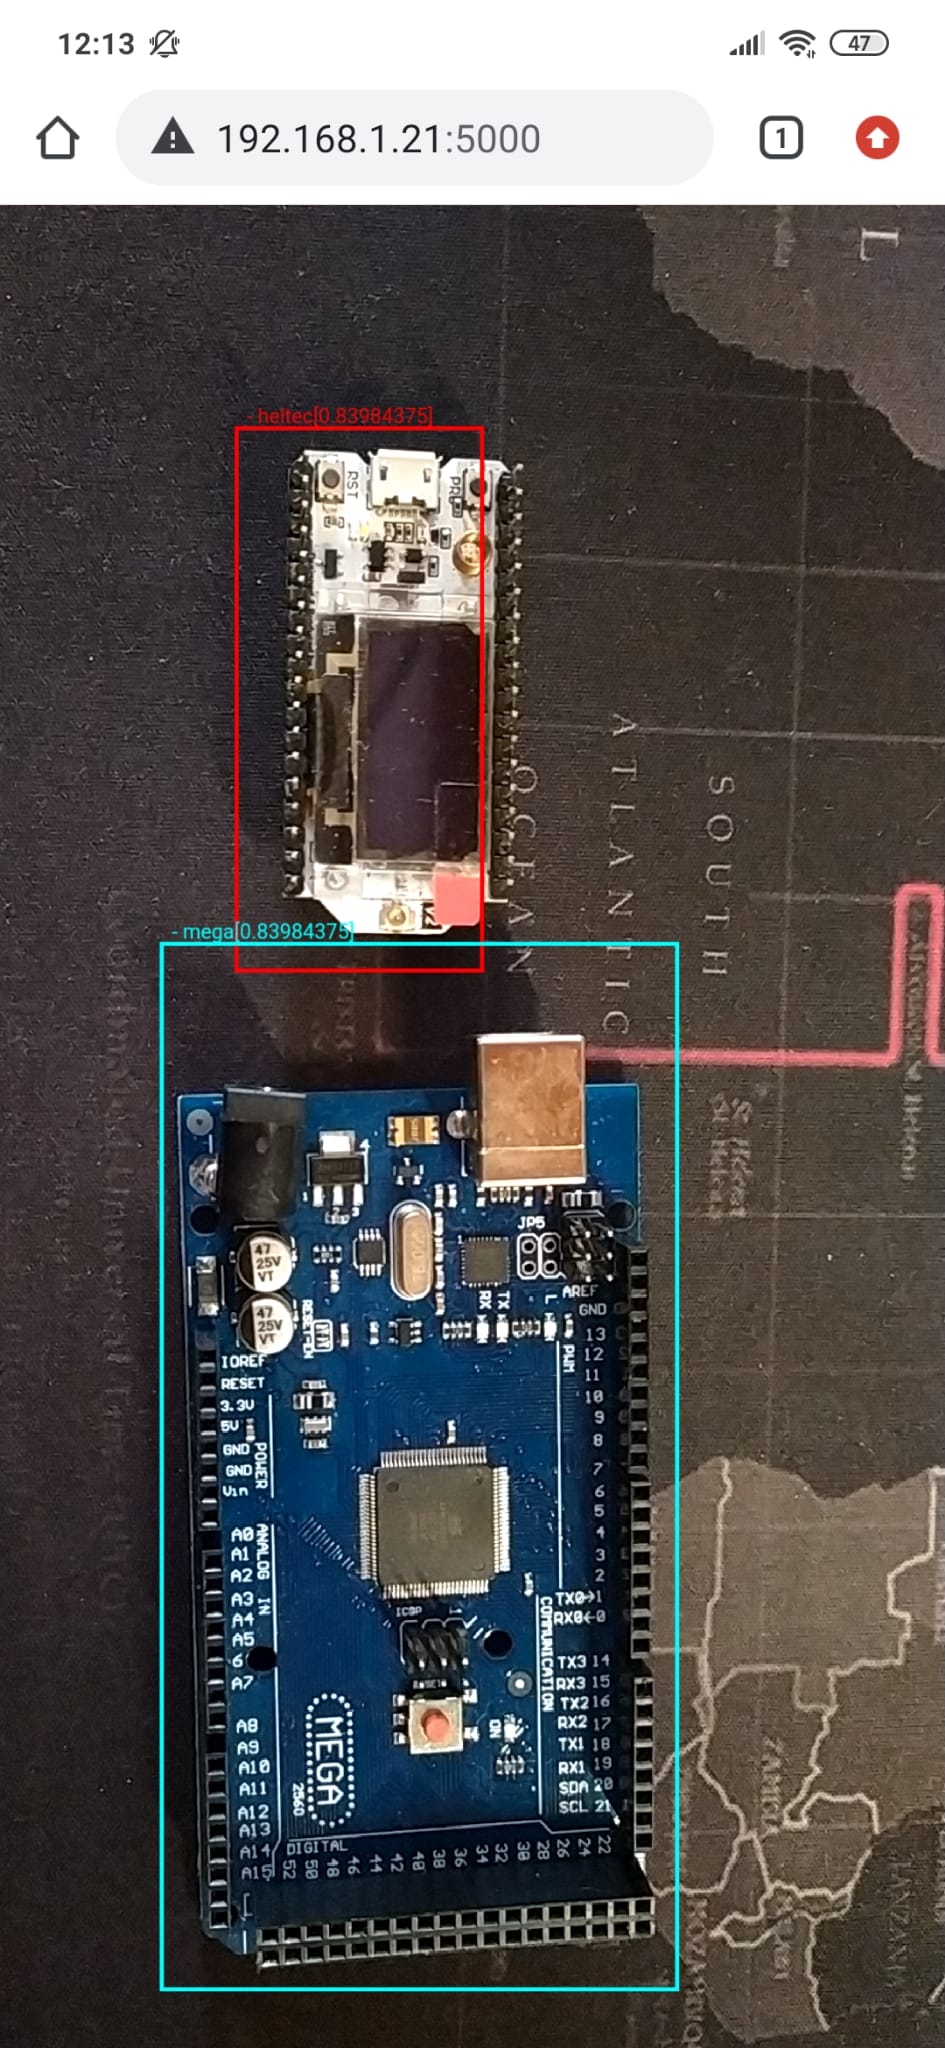 12:13
47
192.168.1.21:5000
1
L
- heltec[0.83984375]
RST
PRG
SOUTH
ATLANTIC
OCEAN
V2
- mega[0.83984375]
47
25V
VT
47
25V
VT
JP5
AREF
GND
RX
TX
L
13
12
11
10
9
8
7
6
5
4
3
2
TX0→1
RX0←0
PWM
IOREF
RESET
3.3V
5V
GND
GND
Vin
POWER
A0
A1
A2
A3
A4
A5
6
A7
ANALOG IN
A8
A9
A10
A11
A12
A13
A14
A15
ICSP
COMMUNICATION
TX3 14
RX3 15
TX2 16
RX2 17
TX1 18
RX1 19
SDA 20
SCL 21
ON
MEGA
2560
DIGITAL
52 50 48 46 44 42 40 38 36 34 32 30 28 26 24 22